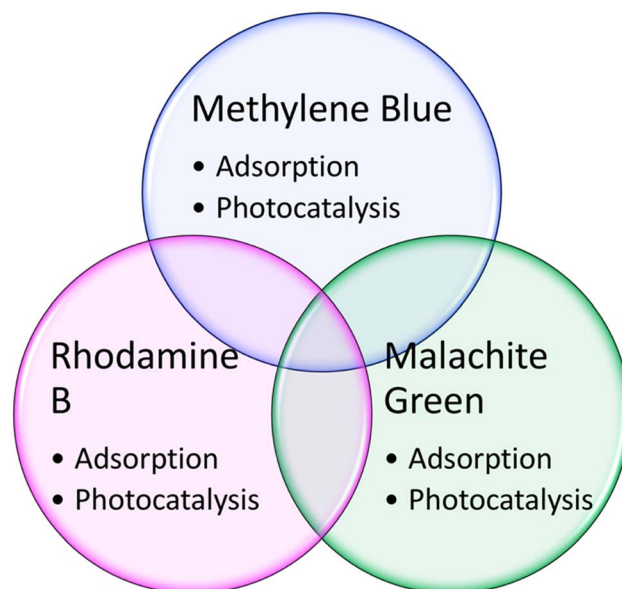 Methylene Blue
• Adsorption
• Photocatalysis
Rhodamine
B
• Adsorption
• Photocatalysis
Malachite
Green
• Adsorption
• Photocatalysis